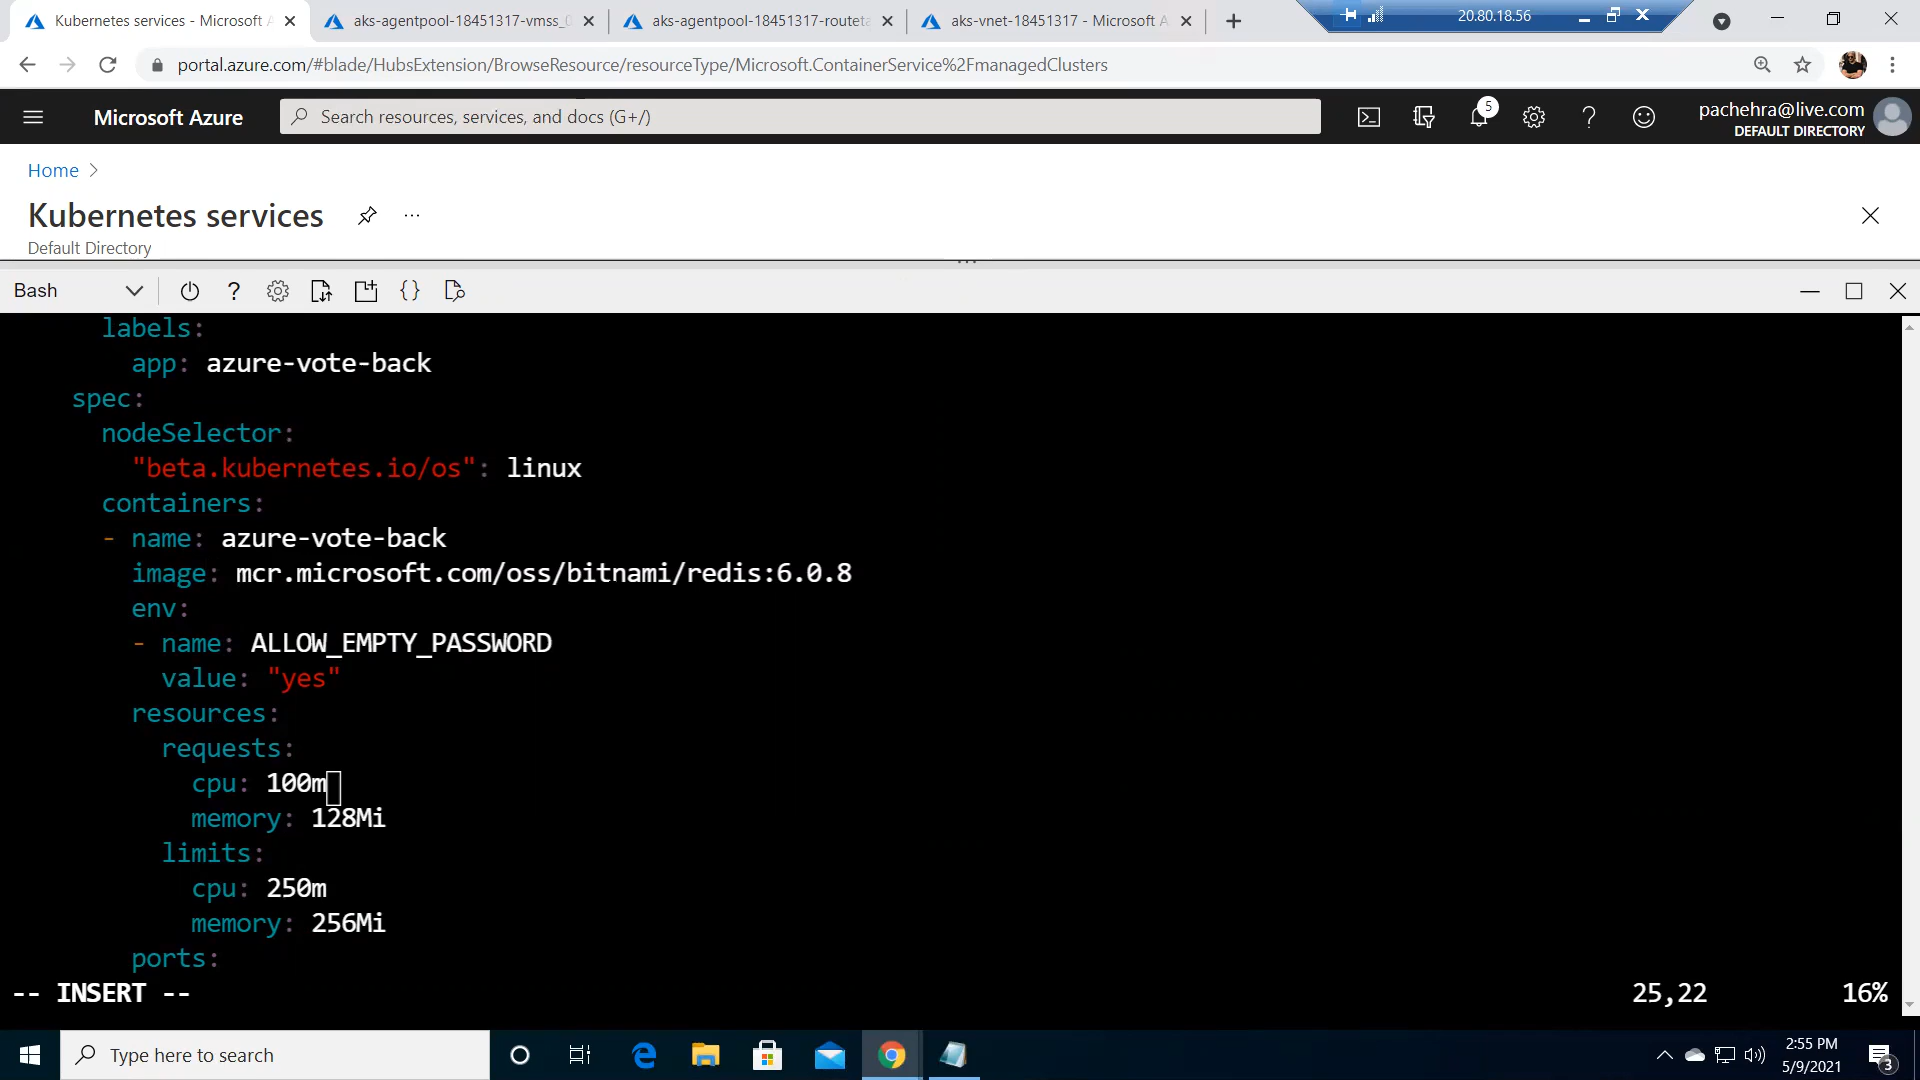 Kubernetes services - Microsoft A
aks-agentpool-18451317-vmss_0
aks-agentpool-18451317-routeta
aks-vnet-18451317 - Microsoft A
20.80.18.56
portal.azure.com/#blade/HubsExtension/BrowseResource/resourceType/Microsoft.ContainerService%2FmanagedClusters
Microsoft Azure
Search resources, services, and docs (G+/)
5
pachehra@live.com
DEFAULT DIRECTORY
Home
Kubernetes services
Default Directory
Bash
labels:
app: azure-vote-back
spec:
nodeSelector:
"beta.kubernetes.io/os": linux
containers:
- name: azure-vote-back
image: mcr.microsoft.com/oss/bitnami/redis:6.0.8
env:
- name: ALLOW_EMPTY_PASSWORD
value: "yes"
resources:
requests:
cpu: 100m
memory: 128Mi
limits:
cpu: 250m
memory: 256Mi
ports:
-- INSERT --
25,22
16%
Type here to search
2:55 PM
5/9/2021
3